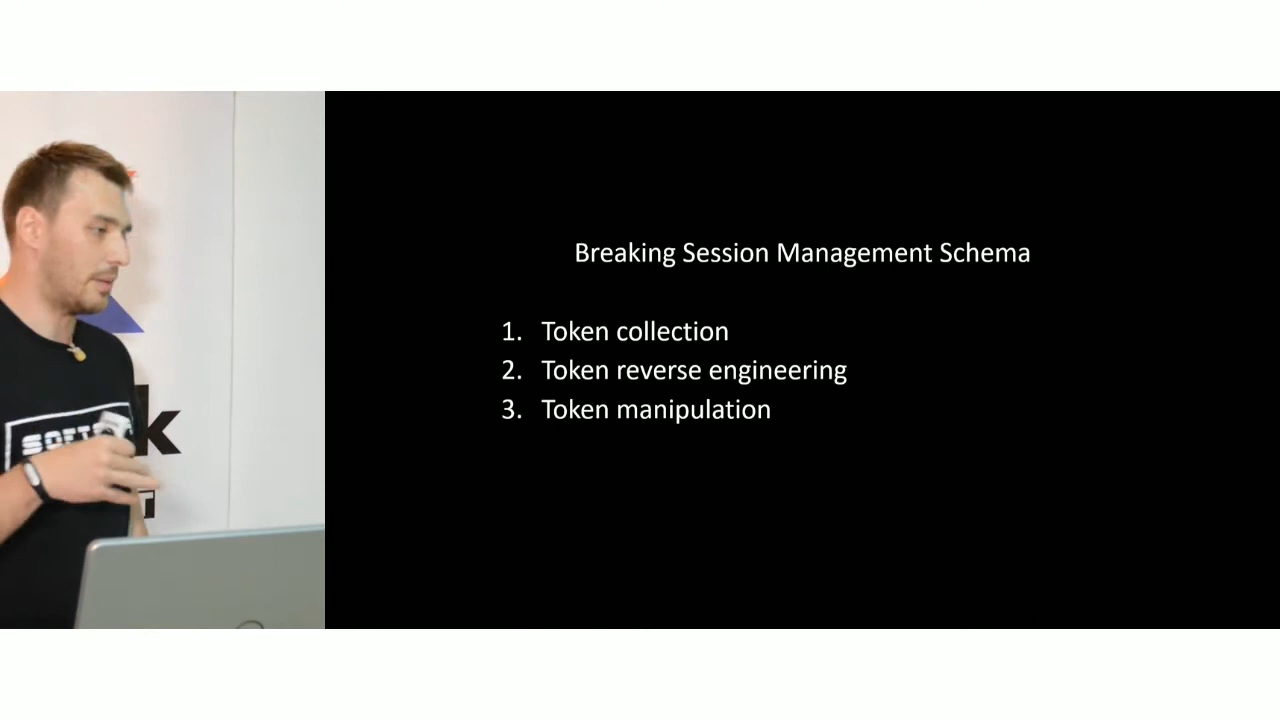 Breaking Session Management Schema
1. Token collection
2. Token reverse engineering
3. Token manipulation